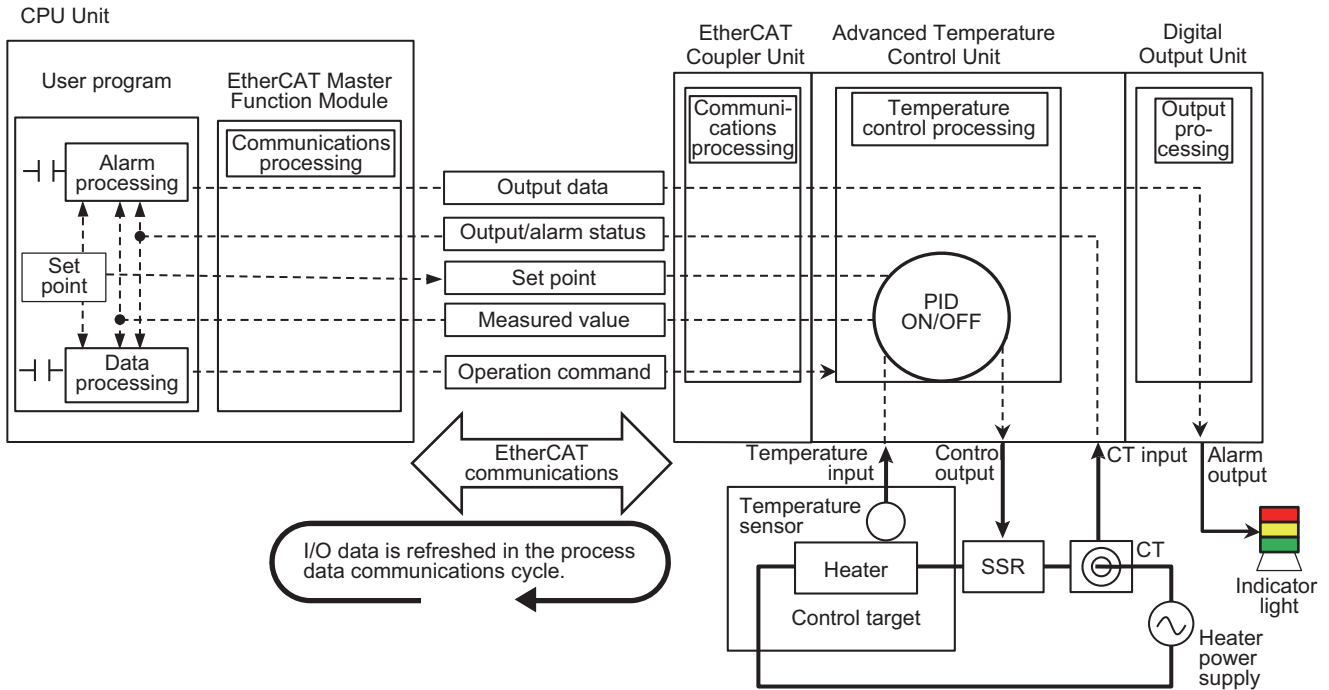 CPU Unit
User program
EtherCAT Master
Function Module
Communications
processing
Alarm
processing
Set
point
Data
processing
Output data
Output/alarm status
Set point
Measured value
Operation command
EtherCAT
communications
I/O data is refreshed in the process
data communications cycle.
EtherCAT
Coupler Unit
Communi-
cations
processing
Advanced Temperature
Control Unit
Temperature
control processing
PID
ON/OFF
Digital
Output Unit
Output
pro-
cessing
Temperature
input
Control
output
CT input
Alarm
output
Temperature
sensor
Heater
Control target
SSR
CT
Heater
power
supply
Indicator
light